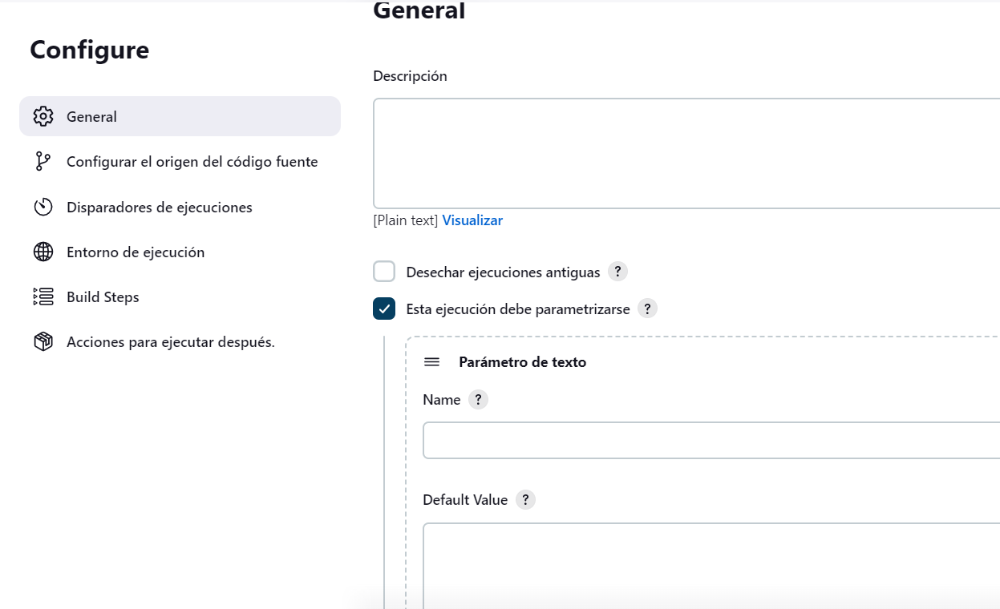 General
Configure
General
Configurar el origen del código fuente
Disparadores de ejecuciones
Entorno de ejecución
Build Steps
Acciones para ejecutar después.
Descripción
[Plain text] Visualizar
Desechar ejecuciones antiguas ?
Esta ejecución debe parametrizarse ?
Parámetro de texto
Name ?
Default Value ?